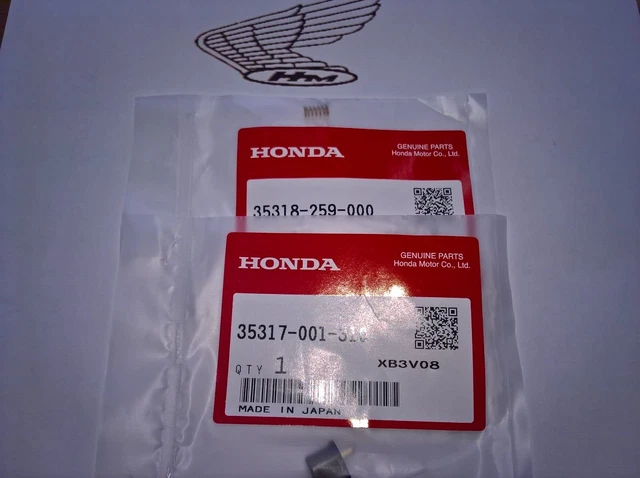 HM
HONDA
GENUINE PARTS
Honda Motor Co., Ltd.
35318-259-000
HONDA
GENUINE PARTS
Honda Motor Co., Ltd.
35317-001-310
QTY 1 XB3V08
MADE IN JAPAN